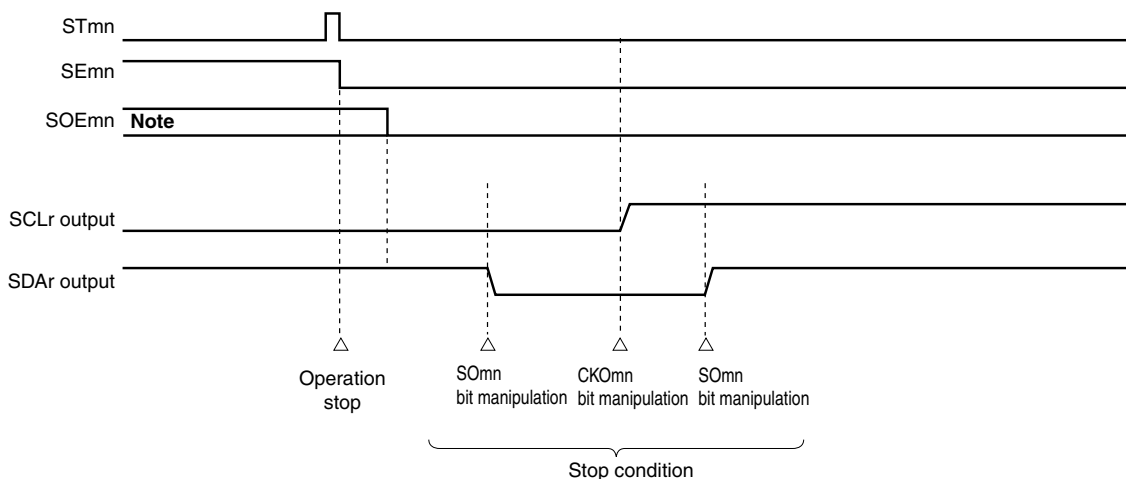 STmn
SEmn
SOEmn Note
SCLr output
SDAr output
Operation
stop
SOmn
bit manipulation
CKOmn
bit manipulation
SOmn
bit manipulation
Stop condition